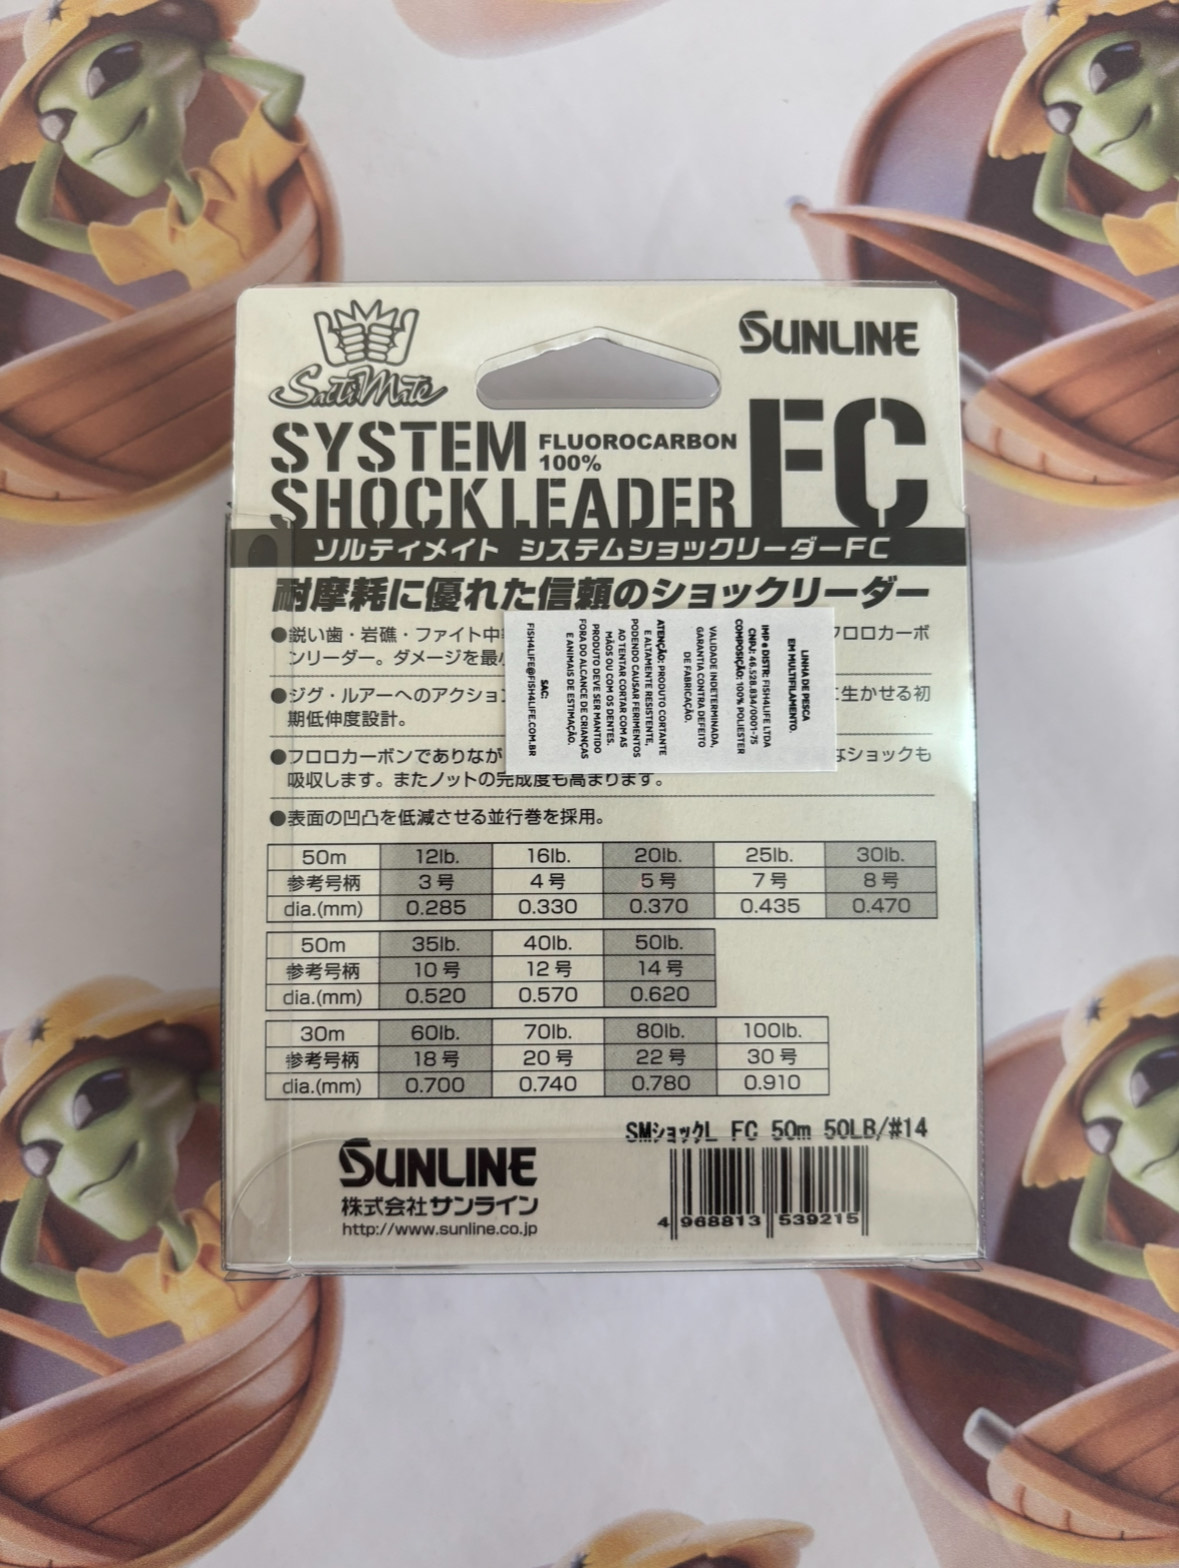 SaltiMate
SUNLINE
SYSTEM FLUOROCARBON 100%
SHOCKLEADER FC
ソルティメイト システムショックリーダーFC
耐摩耗に優れた信頼のショックリーダー
●鋭い歯・岩礁・ファイト中 フロロカーボ
ンリーダー。ダメージを最
●ジグ・ルアーへのアクショ に生かせる初
期低伸度設計。
●フロロカーボンでありなが なショックも
吸収します。またノットの完成度も高まります。
●表面の凹凸を低減させる並行巻を採用。
LINHA DE PESCA
EM MULTIFILAMENTO.
IMP e DISTR: FISH4LIFE LTDA
CNPJ: 46.528.834/0001-75
COMPOSIÇÃO: 100% POLIESTER
VALIDADE INDETERMINADA,
GARANTIA CONTRA DEFEITO
DE FABRICAÇÃO.
ATENÇÃO: PRODUTO CORTANTE
E ALTAMENTE RESISTENTE,
PODENDO CAUSAR FERIMENTOS
AO TENTAR CORTAR COM AS
MÃOS OU COM OS DENTES.
PRODUTO DEVE SER MANTIDO
FORA DO ALCANCE DE CRIANÇAS
E ANIMAIS DE ESTIMAÇÃO.
SAC:
FISH4LIFE@FISH4LIFE.COM.BR
50m 12lb. 16lb. 20lb. 25lb. 30lb.
参考号柄 3号 4号 5号 7号 8号
dia.(mm) 0.285 0.330 0.370 0.435 0.470
50m 35lb. 40lb. 50lb.
参考号柄 10号 12号 14号
dia.(mm) 0.520 0.570 0.620
30m 60lb. 70lb. 80lb. 100lb.
参考号柄 18号 20号 22号 30号
dia.(mm) 0.700 0.740 0.780 0.910
SMショックL FC 50m 50LB/#14
SUNLINE
株式会社サンライン
http://www.sunline.co.jp
4 968813 539215